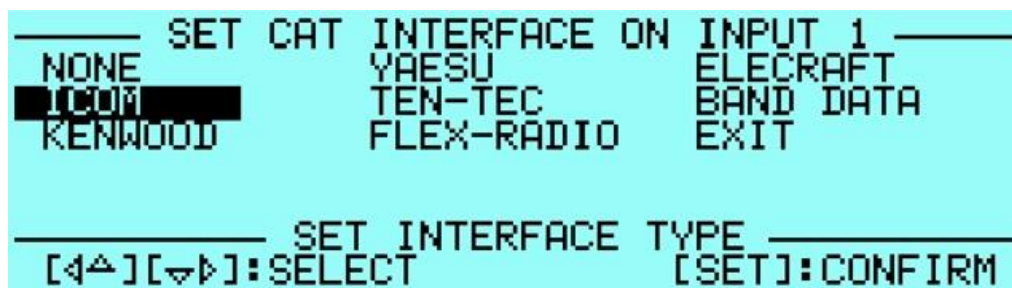 SET CAT INTERFACE ON INPUT 1
NONE YAESU ELECRAFT
ICOM TEN-TEC BAND DATA
KENWOOD FLEX-RADIO EXIT
SET INTERFACE TYPE
[◁△][▽▷]:SELECT [SET]:CONFIRM